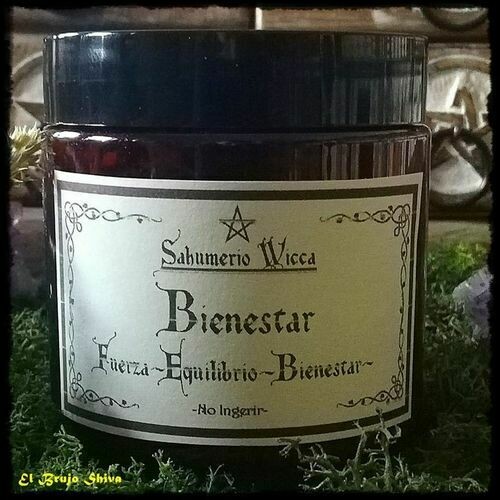 Sahumerio Wicca
Bienestar
Fuerza~Equilibrio~Bienestar~
-No Ingerir-
El Brujo Shiva